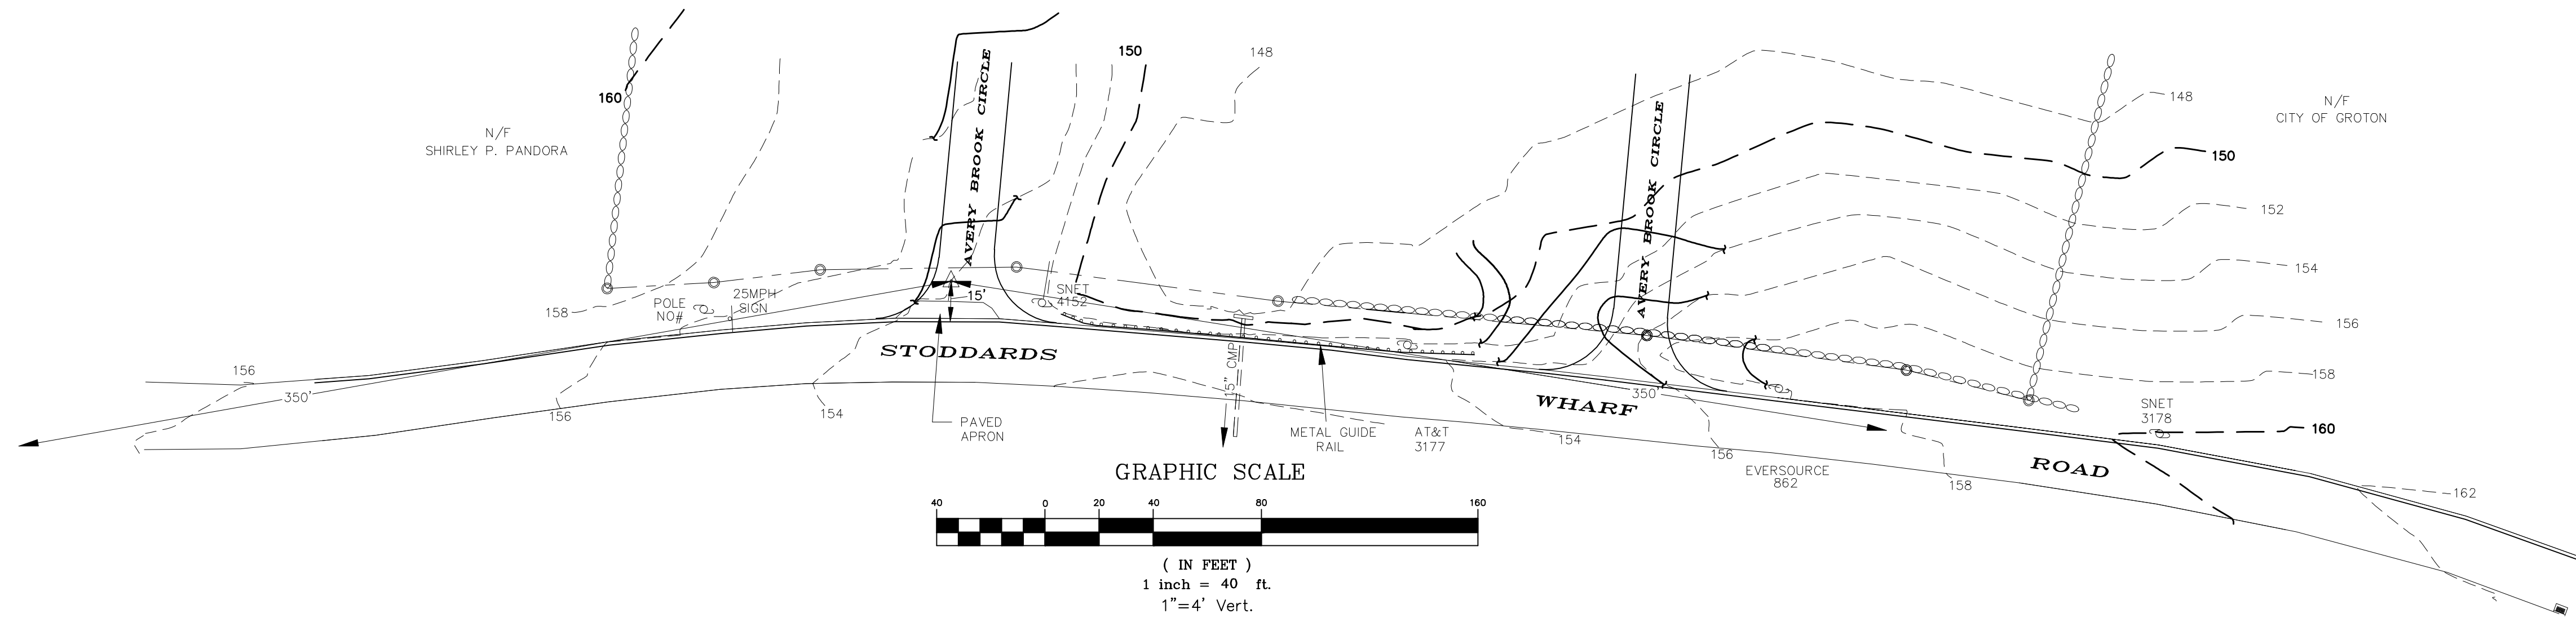 148
150
AVERY BROOK CIRCLE
160
148
N/F
CITY OF GROTON
N/F
SHIRLEY P. PANDORA
AVERY BROOK CIRCLE
150
152
154
158
POLE
NO#
25MPH
SIGN
15'
SNET
4152
156
STODDARDS
15" CMP
156
350'
158
350'
156
154
PAVED
APRON
METAL GUIDE
RAIL
AT&T
3177
WHARF
154
156
SNET
3178
160
EVERSOURCE
862
158
ROAD
162
GRAPHIC SCALE
40 0 20 40 80 160
( IN FEET )
1 inch = 40 ft.
1"=4' Vert.